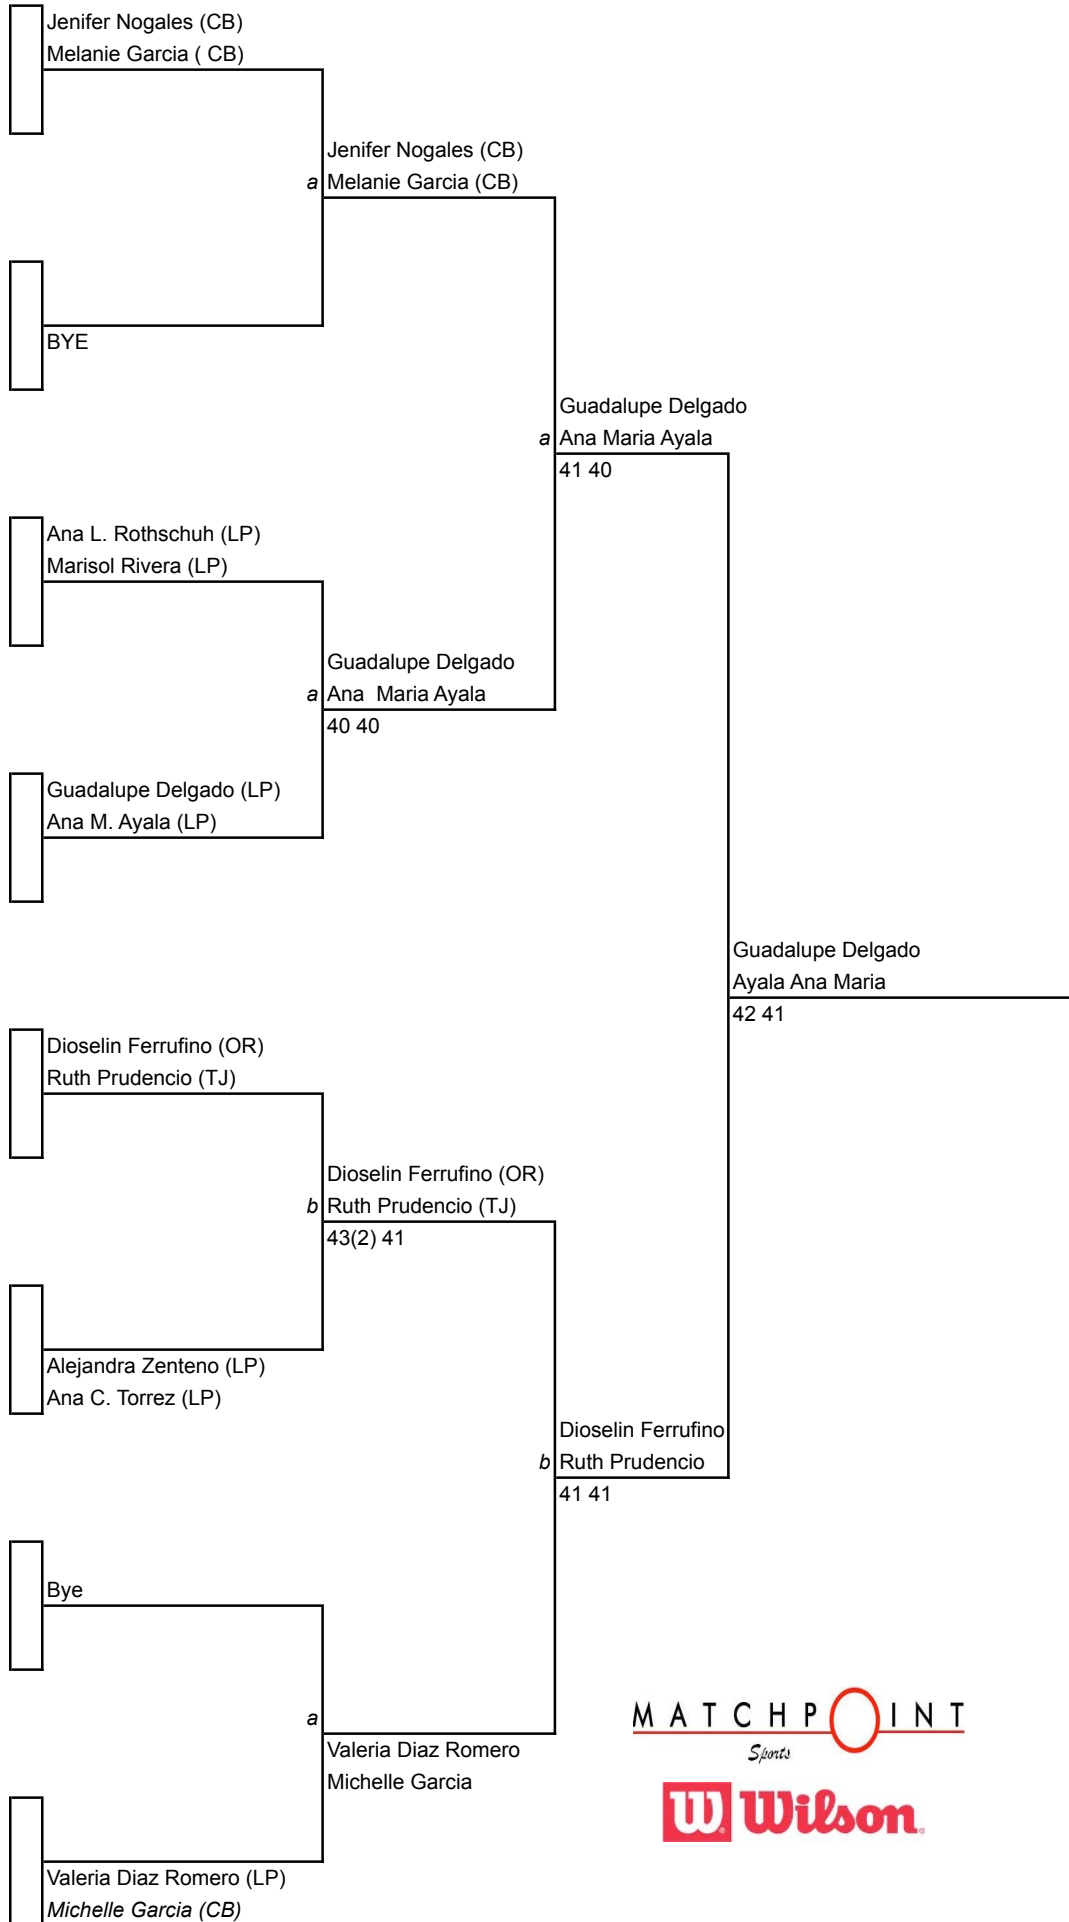 Jenifer Nogales (CB)
Melanie Garcia ( CB)
Jenifer Nogales (CB)
a Melanie Garcia (CB)
BYE
Guadalupe Delgado
a Ana Maria Ayala
41 40
Ana L. Rothschuh (LP)
Marisol Rivera (LP)
Guadalupe Delgado
a Ana  Maria Ayala
40 40
Guadalupe Delgado (LP)
Ana M. Ayala (LP)
Guadalupe Delgado
Ayala Ana Maria
42 41
Dioselin Ferrufino (OR)
Ruth Prudencio (TJ)
Dioselin Ferrufino (OR)
b Ruth Prudencio (TJ)
43(2) 41
Alejandra Zenteno (LP)
Ana C. Torrez (LP)
Dioselin Ferrufino
b Ruth Prudencio
41 41
Bye
a
Valeria Diaz Romero
Michelle Garcia
MATCHPOINT
Sports
W Wilson
Valeria Diaz Romero (LP)
Michelle Garcia (CB)